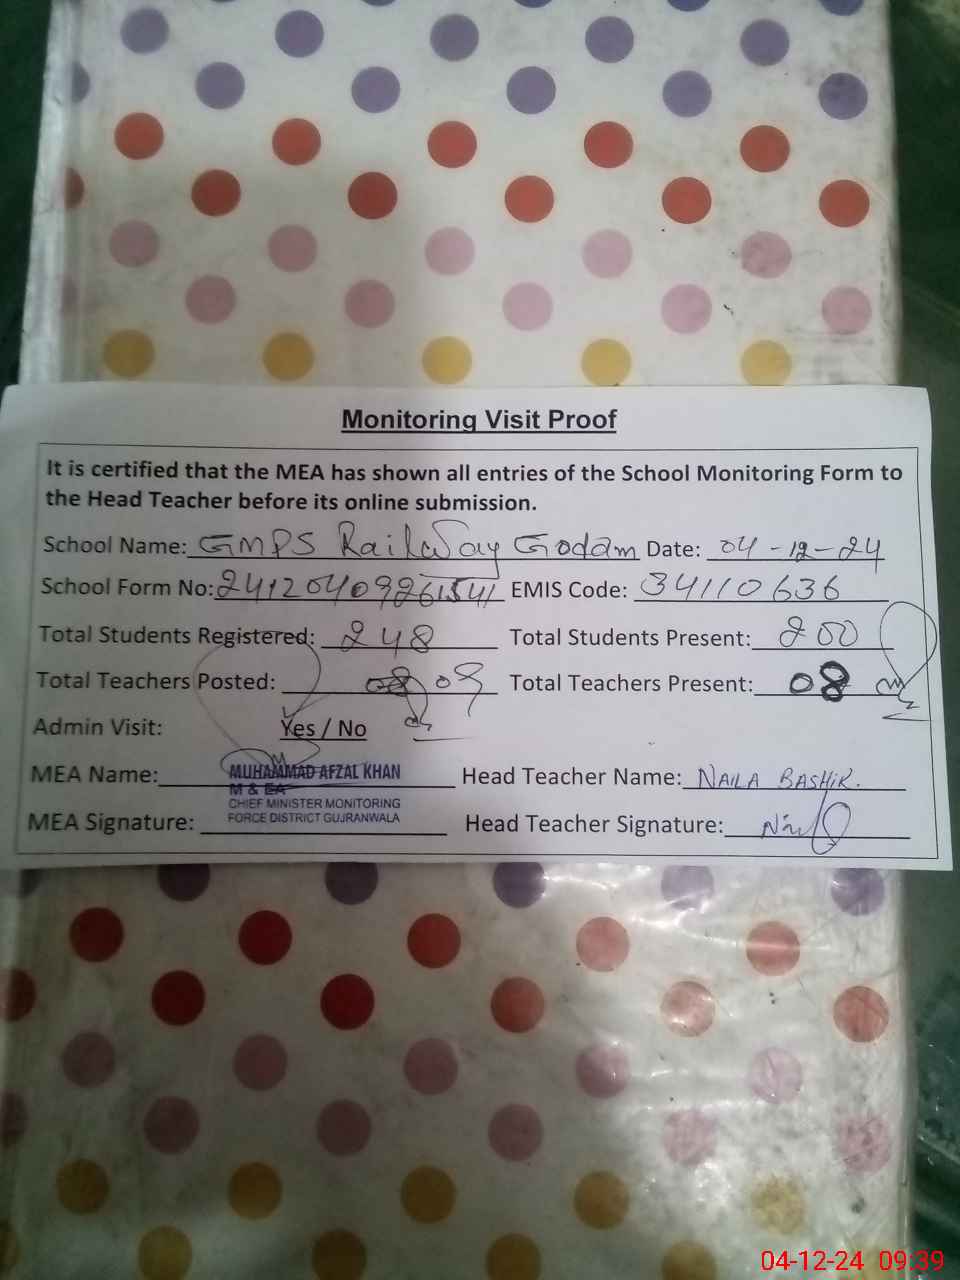 Monitoring Visit Proof
It is certified that the MEA has shown all entries of the School Monitoring Form to
the Head Teacher before its online submission.
School Name: GMPS Railway Godam Date: 04-12-24
School Form No: EMIS Code: 34110636
Total Students Registered: 248 Total Students Present: 200
Total Teachers Posted: 09 Total Teachers Present: 08
Admin Visit: Yes / No
MEA Name: MUHAMMAD AFZAL KHAN Head Teacher Name: NAILA BASHIR.
M & EA
CHIEF MINISTER MONITORING
FORCE DISTRICT GUJRANWALA
MEA Signature: Head Teacher Signature:
04-12-24 09:39